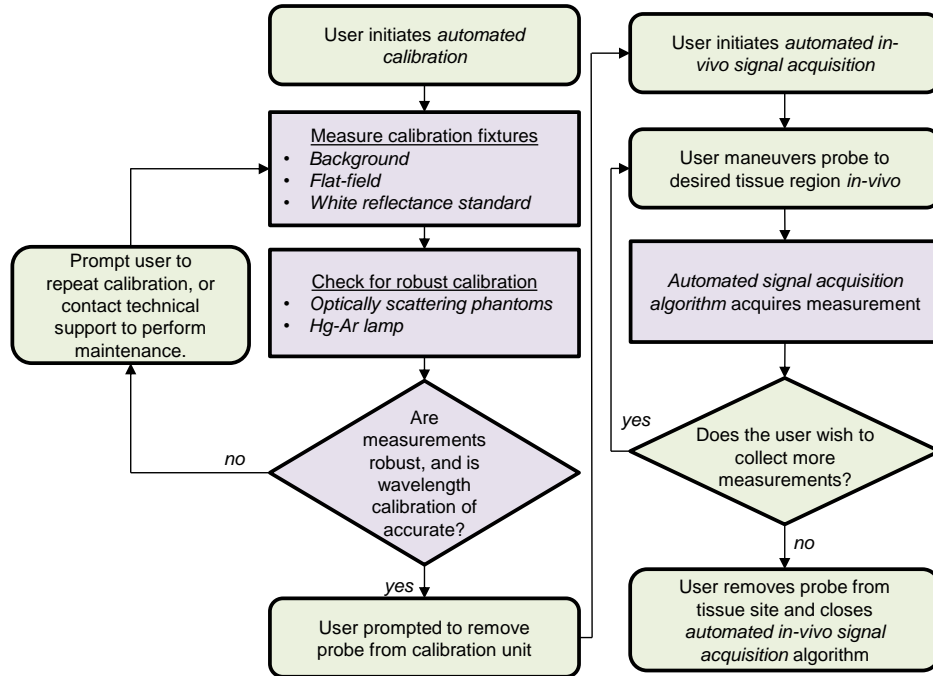 User initiates automated
calibration
Measure calibration fixtures
• Background
• Flat-field
• White reflectance standard
Prompt user to
repeat calibration, or
contact technical
support to perform
maintenance.
Check for robust calibration
• Optically scattering phantoms
• Hg-Ar lamp
Are
measurements
robust, and is
wavelength
calibration of
accurate?
no
yes
User prompted to remove
probe from calibration unit
User initiates automated in-
vivo signal acquisition
User maneuvers probe to
desired tissue region in-vivo
Automated signal acquisition
algorithm acquires measurement
yes
Does the user wish to
collect more
measurements?
no
User removes probe from
tissue site and closes
automated in-vivo signal
acquisition algorithm